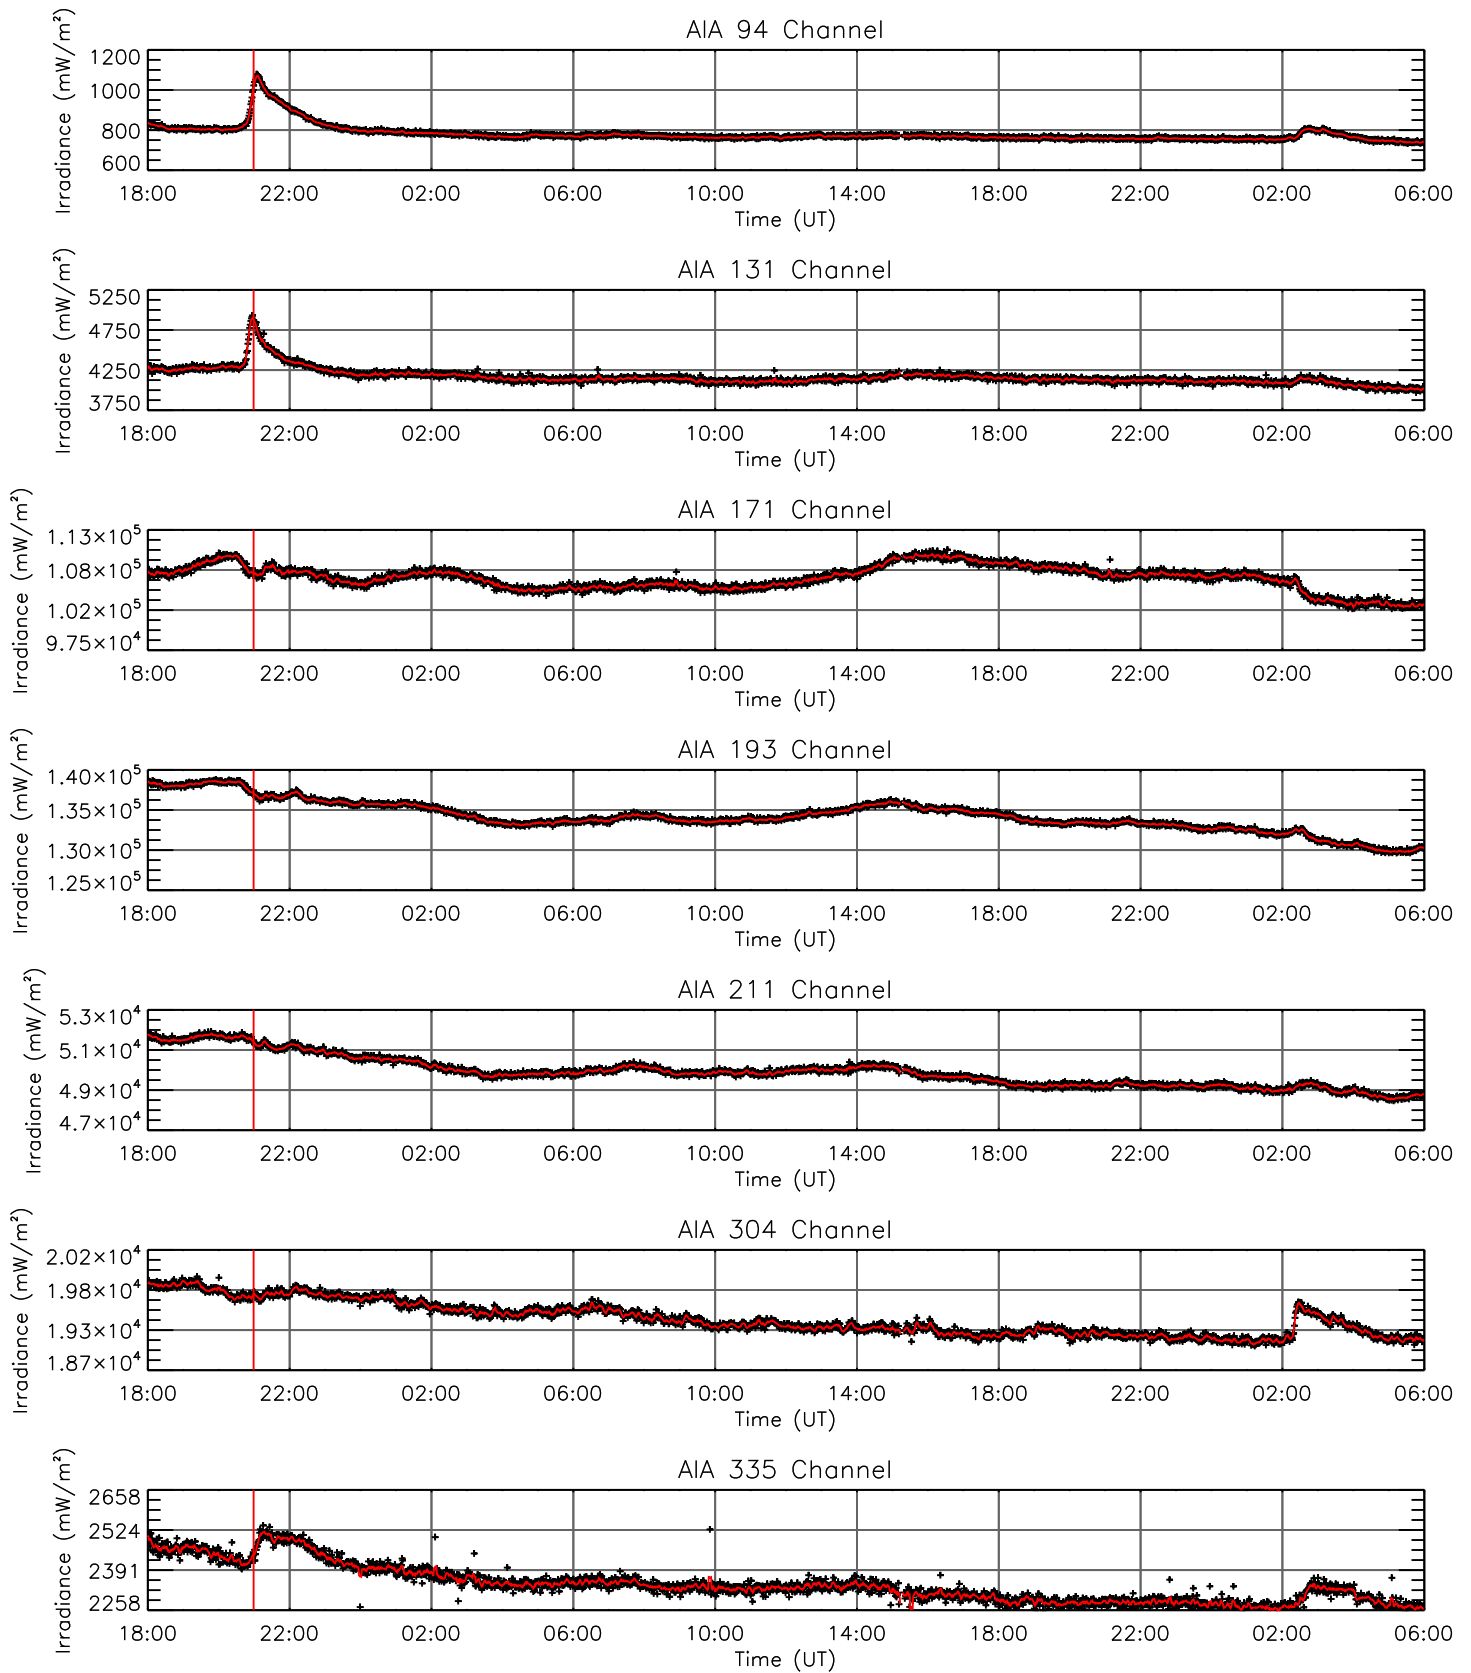 AIA 94 Channel
Irradiance (mW/m²)
1200
1000
800
600
18:00 22:00 02:00 06:00 10:00 14:00 18:00 22:00 02:00 06:00
Time (UT)
AIA 131 Channel
Irradiance (mW/m²)
5250
4750
4250
3750
18:00 22:00 02:00 06:00 10:00 14:00 18:00 22:00 02:00 06:00
Time (UT)
AIA 171 Channel
Irradiance (mW/m²)
1.13×10⁵
1.08×10⁵
1.02×10⁵
9.75×10⁴
18:00 22:00 02:00 06:00 10:00 14:00 18:00 22:00 02:00 06:00
Time (UT)
AIA 193 Channel
Irradiance (mW/m²)
1.40×10⁵
1.35×10⁵
1.30×10⁵
1.25×10⁵
18:00 22:00 02:00 06:00 10:00 14:00 18:00 22:00 02:00 06:00
Time (UT)
AIA 211 Channel
Irradiance (mW/m²)
5.3×10⁴
5.1×10⁴
4.9×10⁴
4.7×10⁴
18:00 22:00 02:00 06:00 10:00 14:00 18:00 22:00 02:00 06:00
Time (UT)
AIA 304 Channel
Irradiance (mW/m²)
2.02×10⁴
1.98×10⁴
1.93×10⁴
1.87×10⁴
18:00 22:00 02:00 06:00 10:00 14:00 18:00 22:00 02:00 06:00
Time (UT)
AIA 335 Channel
Irradiance (mW/m²)
2658
2524
2391
2258
18:00 22:00 02:00 06:00 10:00 14:00 18:00 22:00 02:00 06:00
Time (UT)